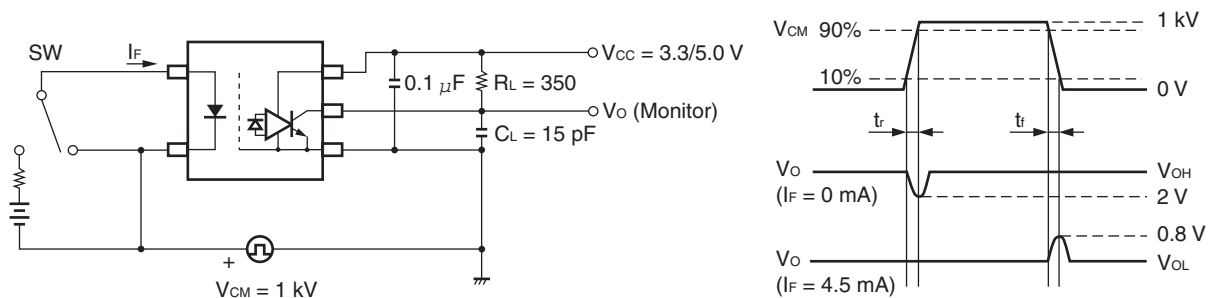 SW
IF
VCC = 3.3/5.0 V
0.1 μF
RL = 350
VO (Monitor)
CL = 15 pF
+
VCM = 1 kV
VCM 90%
1 kV
10%
0 V
tr
tf
VO
(IF = 0 mA)
VOH
2 V
0.8 V
VO
(IF = 4.5 mA)
VOL